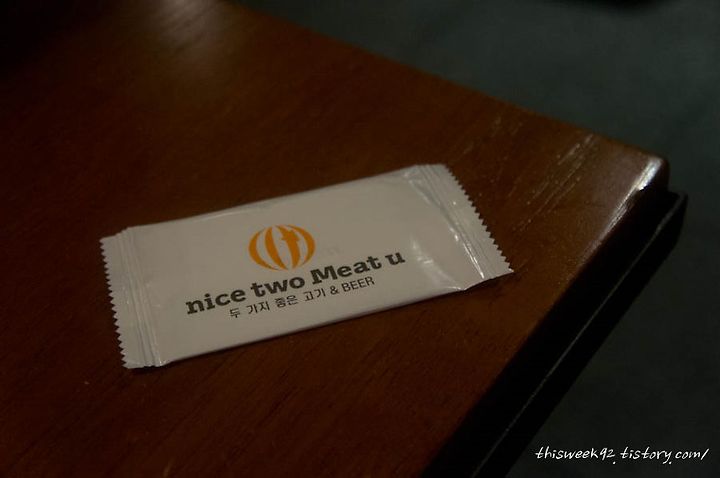 nice two Meat u
두 가지 좋은 고기 & BEER
thisweek92.tistory.com/